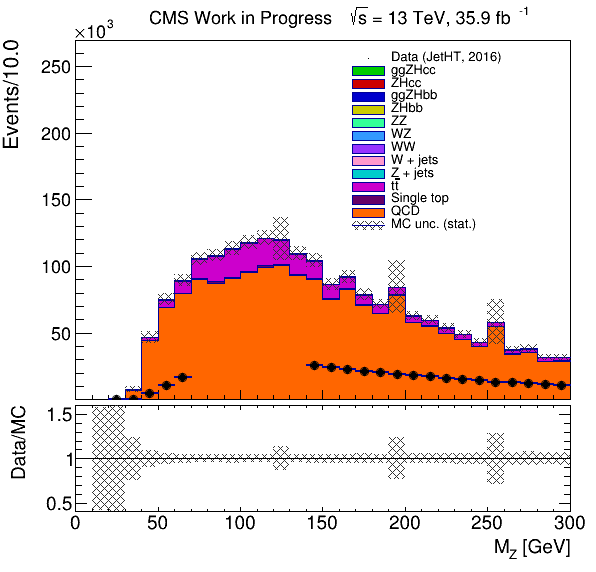 CMS Work in Progress √s = 13 TeV, 35.9 fb⁻¹
×10³
Events/10.0
250
200
150
100
50
Data (JetHT, 2016)
ggZHcc
ZHcc
ggZHbb
ZHbb
ZZ
WZ
WW
W + jets
Z + jets
tt̅
Single top
QCD
MC unc. (stat.)
Data/MC
1.5
1
0.5
0 50 100 150 200 250 300
M_Z [GeV]